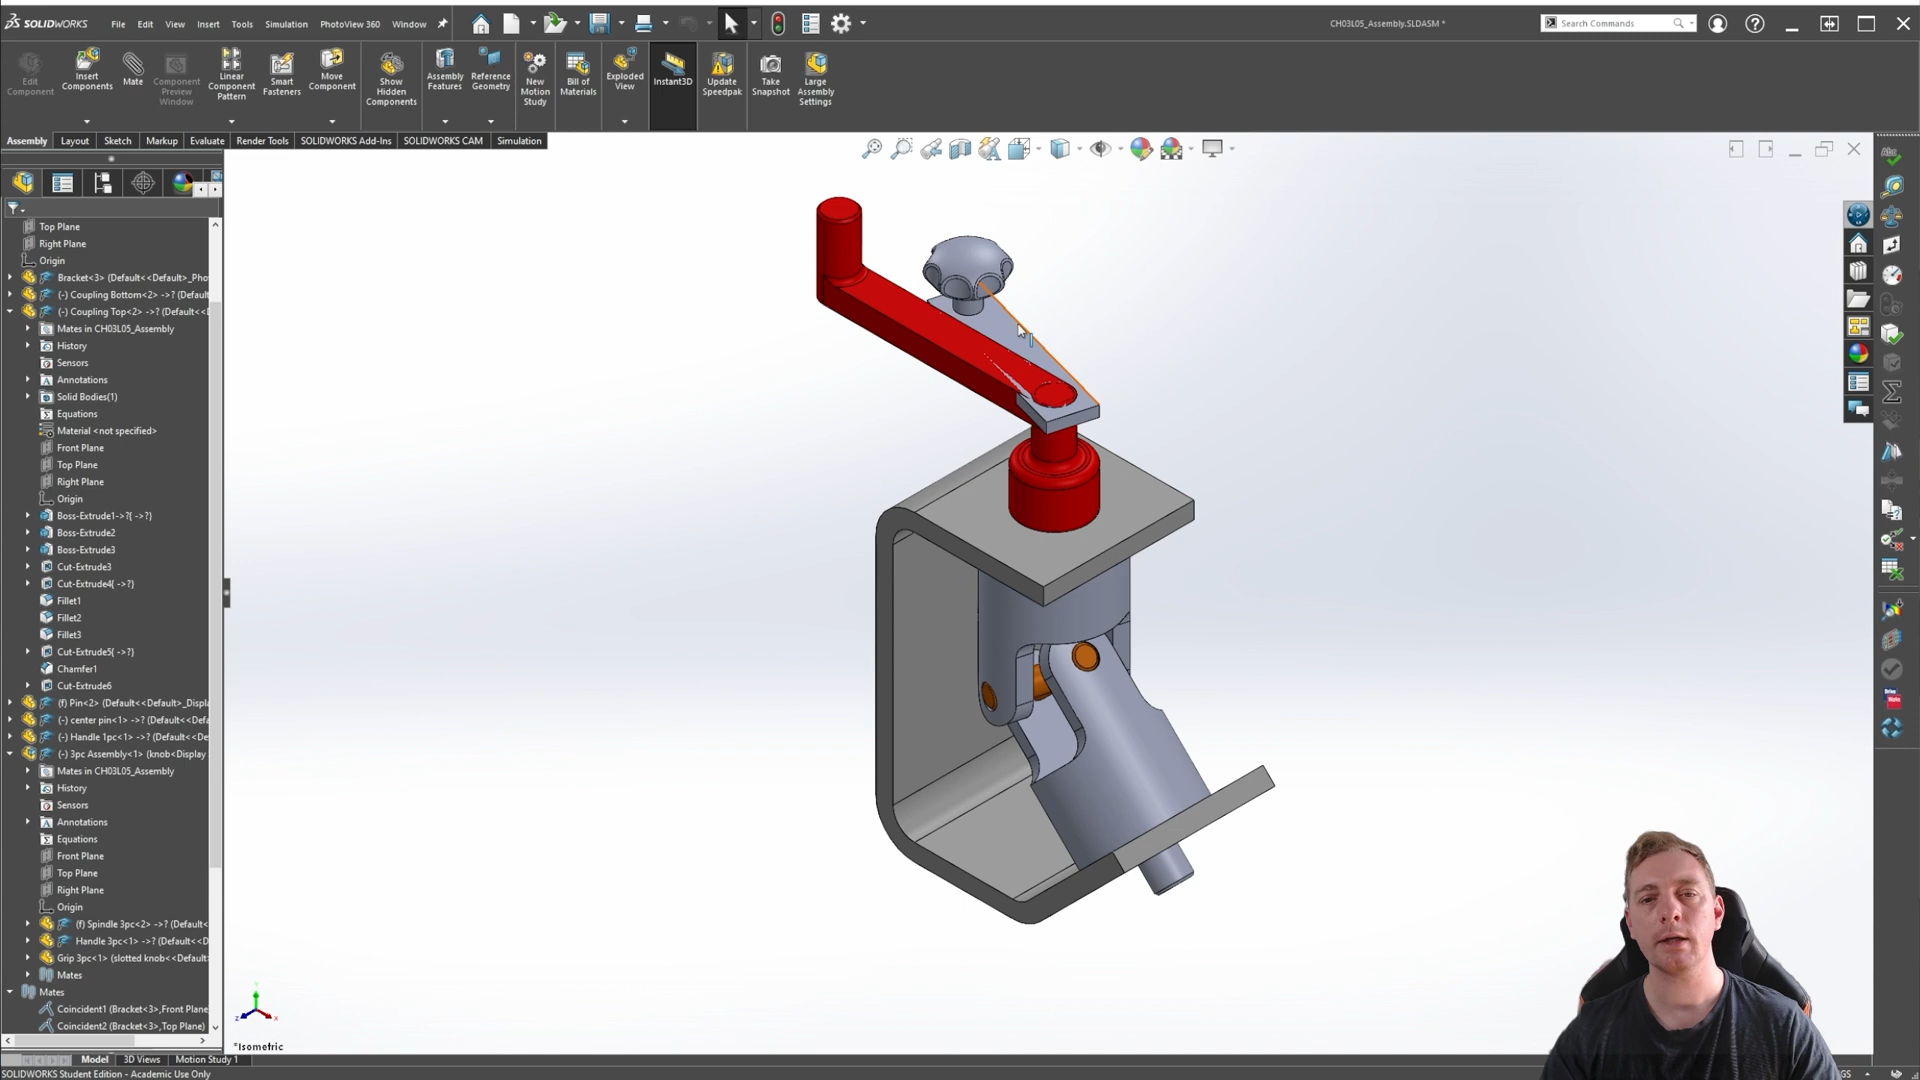 SOLIDWORKS File Edit View Insert Tools Simulation PhotoView 360 Window
CH03L05_Assembly.SLDASM *
Search Commands
Edit Component
Insert Components
Mate
Component Preview Window
Linear Component Pattern
Smart Fasteners
Move Component
Show Hidden Components
Assembly Features
Reference Geometry
New Motion Study
Bill of Materials
Exploded View
Instant3D
Update Speedpak
Take Snapshot
Large Assembly Settings
Assembly Layout Sketch Markup Evaluate Render Tools SOLIDWORKS Add-Ins SOLIDWORKS CAM Simulation
Top Plane
Right Plane
Origin
Bracket<3> (Default<<Default>_Pho
(-) Coupling Bottom<2> ->? (Default
(-) Coupling Top<2> ->? (Default<<D
Mates in CH03L05_Assembly
History
Sensors
Annotations
Solid Bodies(1)
Equations
Material <not specified>
Front Plane
Top Plane
Right Plane
Origin
Boss-Extrude1->?{ ->?}
Boss-Extrude2
Boss-Extrude3
Cut-Extrude3
Cut-Extrude4{ ->?}
Fillet1
Fillet2
Fillet3
Cut-Extrude5{ ->?}
Chamfer1
Cut-Extrude6
(f) Pin<2> (Default<<Default>_Displa
(-) center pin<1> ->? (Default<<Defa
(-) Handle 1pc<1> ->? (Default<<De
(-) 3pc Assembly<1> (knob<Display
Mates in CH03L05_Assembly
History
Sensors
Annotations
Equations
Front Plane
Top Plane
Right Plane
Origin
(f) Spindle 3pc<2> ->? (Default<
Handle 3pc<1> ->? (Default<<D
Grip 3pc<1> (slotted knob<<Default
Mates
Mates
Coincident1 (Bracket<3>,Front Plane
Coincident2 (Bracket<3>,Top Plane)
*Isometric
Model 3D Views Motion Study 1
SOLIDWORKS Student Edition - Academic Use Only